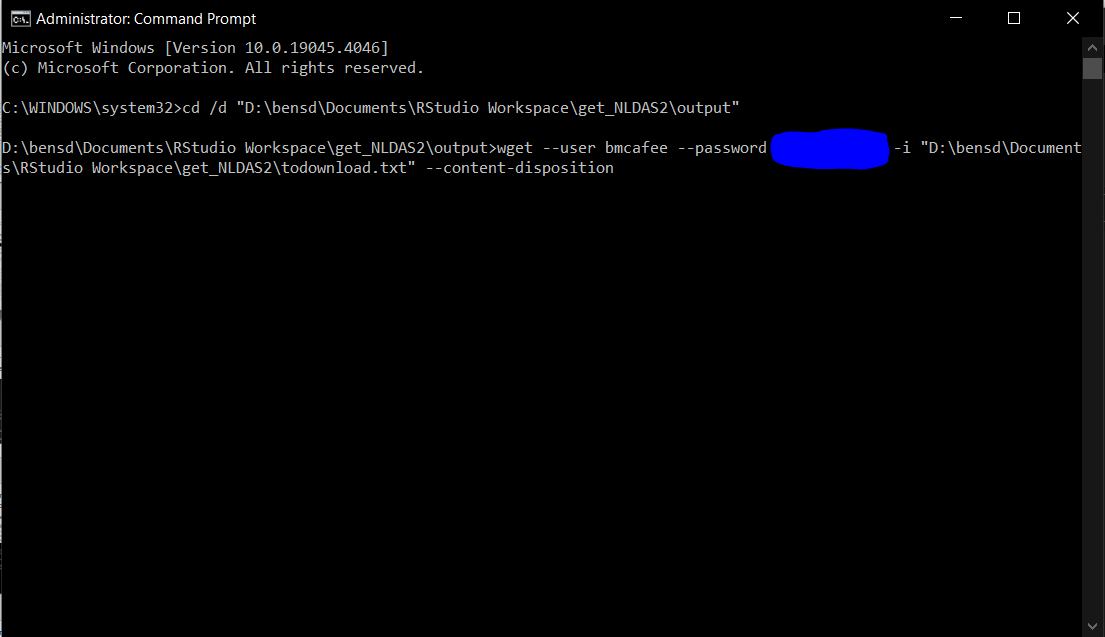 Administrator: Command Prompt
Microsoft Windows [Version 10.0.19045.4046]
(c) Microsoft Corporation. All rights reserved.
C:\WINDOWS\system32>cd /d "D:\bensd\Documents\RStudio Workspace\get_NLDAS2\output"
D:\bensd\Documents\RStudio Workspace\get_NLDAS2\output>wget --user bmcafee --password -i "D:\bensd\Document
s\RStudio Workspace\get_NLDAS2\todownload.txt" --content-disposition